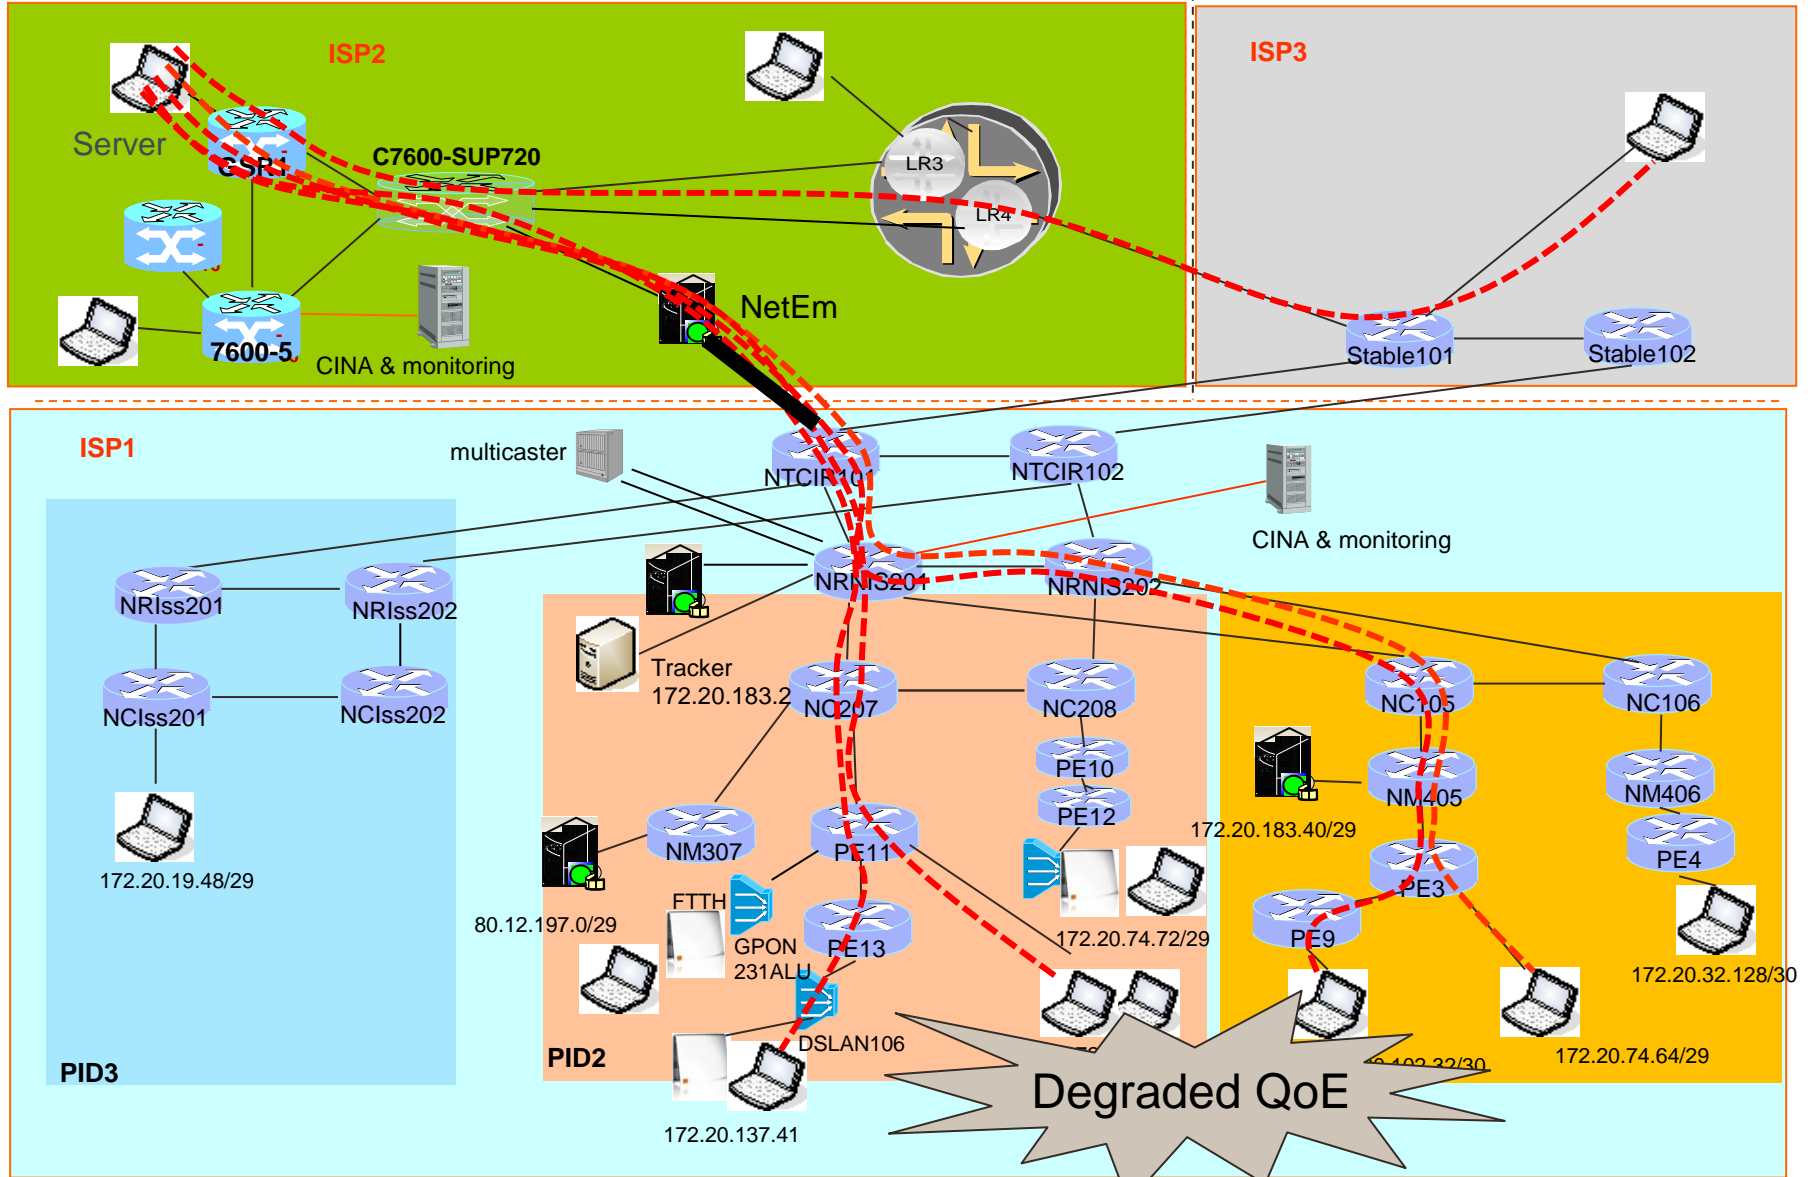 ISP2
ISP3
Server
GSR1
C7600-SUP720
LR3
LR4
NetEm
7600-5
CINA & monitoring
Stable101
Stable102
ISP1
multicaster
NTCIR101
NTCIR102
CINA & monitoring
NRIss201
NRIss202
NRNIS201
NRNIS202
Tracker
172.20.183.2
NCIss201
NCIss202
NC207
NC208
NC105
NC106
PE10
PE12
NM405
NM406
172.20.183.40/29
NM307
PE11
PE3
PE4
172.20.19.48/29
FTTH
80.12.197.0/29
GPON
231ALU
PE13
172.20.74.72/29
PE9
172.20.32.128/30
DSLAN106
172.20.74.64/29
102.32/30
PID3
PID2
Degraded QoE
172.20.137.41